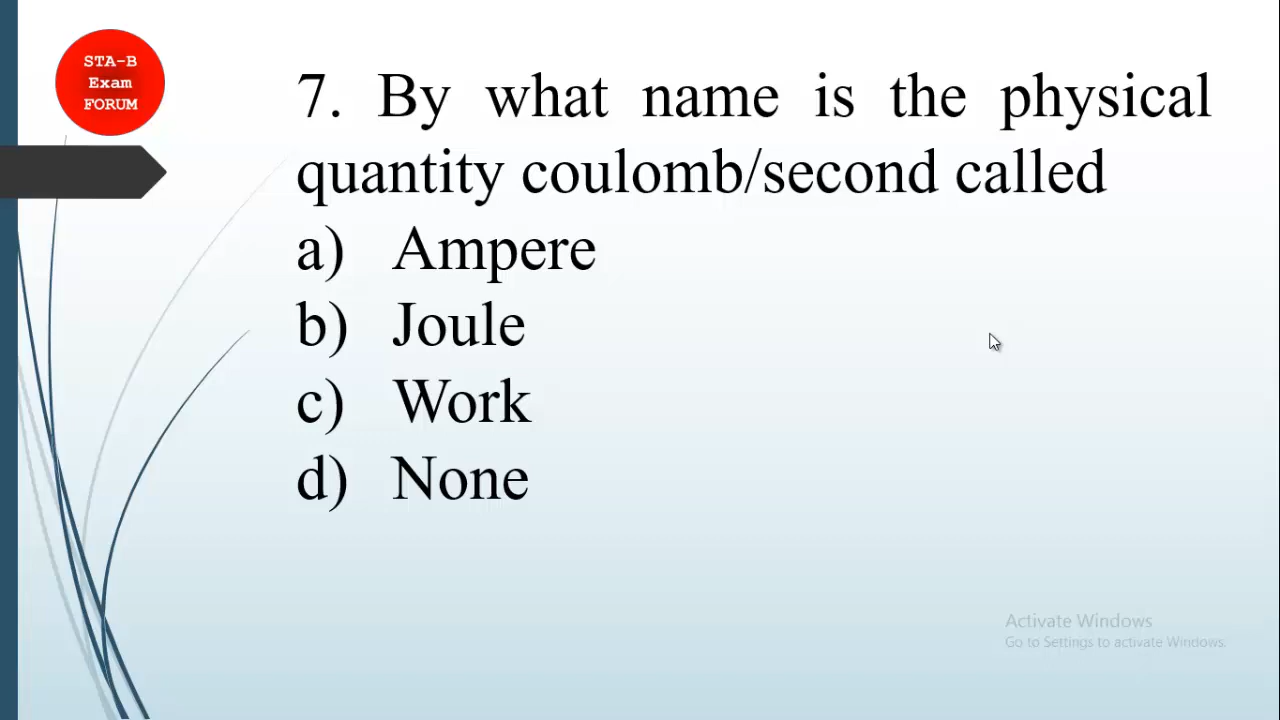 STA-B
Exam
FORUM
7. By what name is the physical
quantity coulomb/second called
a) Ampere
b) Joule
c) Work
d) None
Activate Windows
Go to Settings to activate Windows.